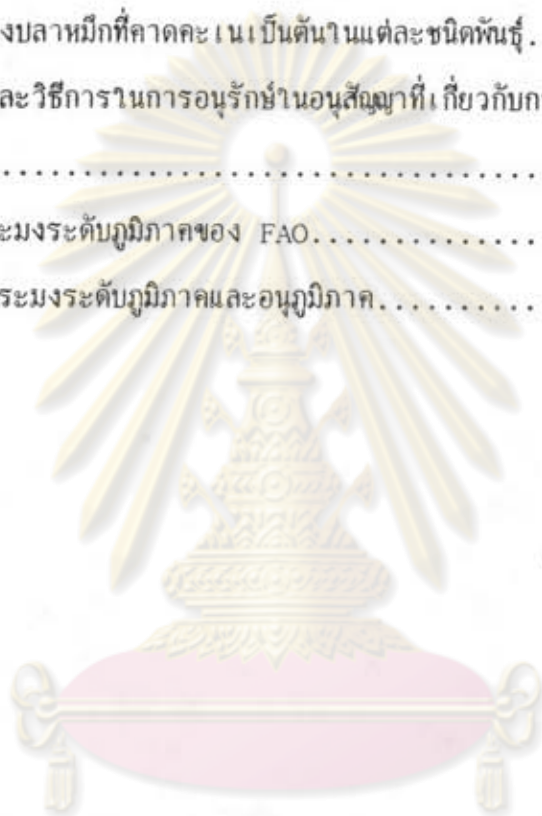 งปลาหมึกที่คาดคะเนเป็นตันในแต่ละชนิดพันธุ์.
ละวิธีการในการอนุรักษ์ในอนุสัญญาที่เกี่ยวกับก
..................................
ะมงระดับภูมิภาคของ FAO..............
ระมงระดับภูมิภาคและอนุภูมิภาค..........